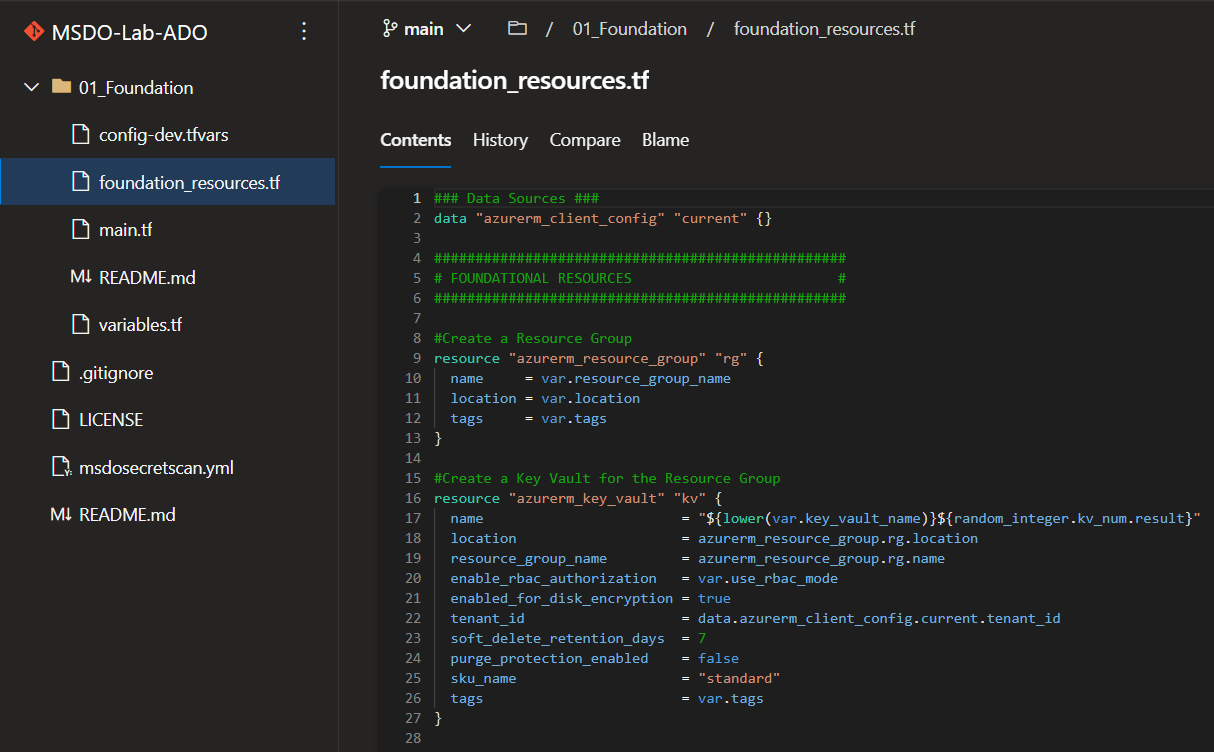 MSDO-Lab-ADO
01_Foundation
config-dev.tfvars
foundation_resources.tf
main.tf
README.md
variables.tf
.gitignore
LICENSE
msdosecretscan.yml
README.md
main / 01_Foundation / foundation_resources.tf
foundation_resources.tf
Contents History Compare Blame
1 ### Data Sources ###
2 data "azurerm_client_config" "current" {}
3
4 ##################################################
5 # FOUNDATIONAL RESOURCES                         #
6 ##################################################
7
8 #Create a Resource Group
9 resource "azurerm_resource_group" "rg" {
10   name     = var.resource_group_name
11   location = var.location
12   tags     = var.tags
13 }
14
15 #Create a Key Vault for the Resource Group
16 resource "azurerm_key_vault" "kv" {
17   name                        = "${lower(var.key_vault_name)}${random_integer.kv_num.result}"
18   location                    = azurerm_resource_group.rg.location
19   resource_group_name         = azurerm_resource_group.rg.name
20   enable_rbac_authorization   = var.use_rbac_mode
21   enabled_for_disk_encryption = true
22   tenant_id                   = data.azurerm_client_config.current.tenant_id
23   soft_delete_retention_days  = 7
24   purge_protection_enabled    = false
25   sku_name                    = "standard"
26   tags                        = var.tags
27 }
28